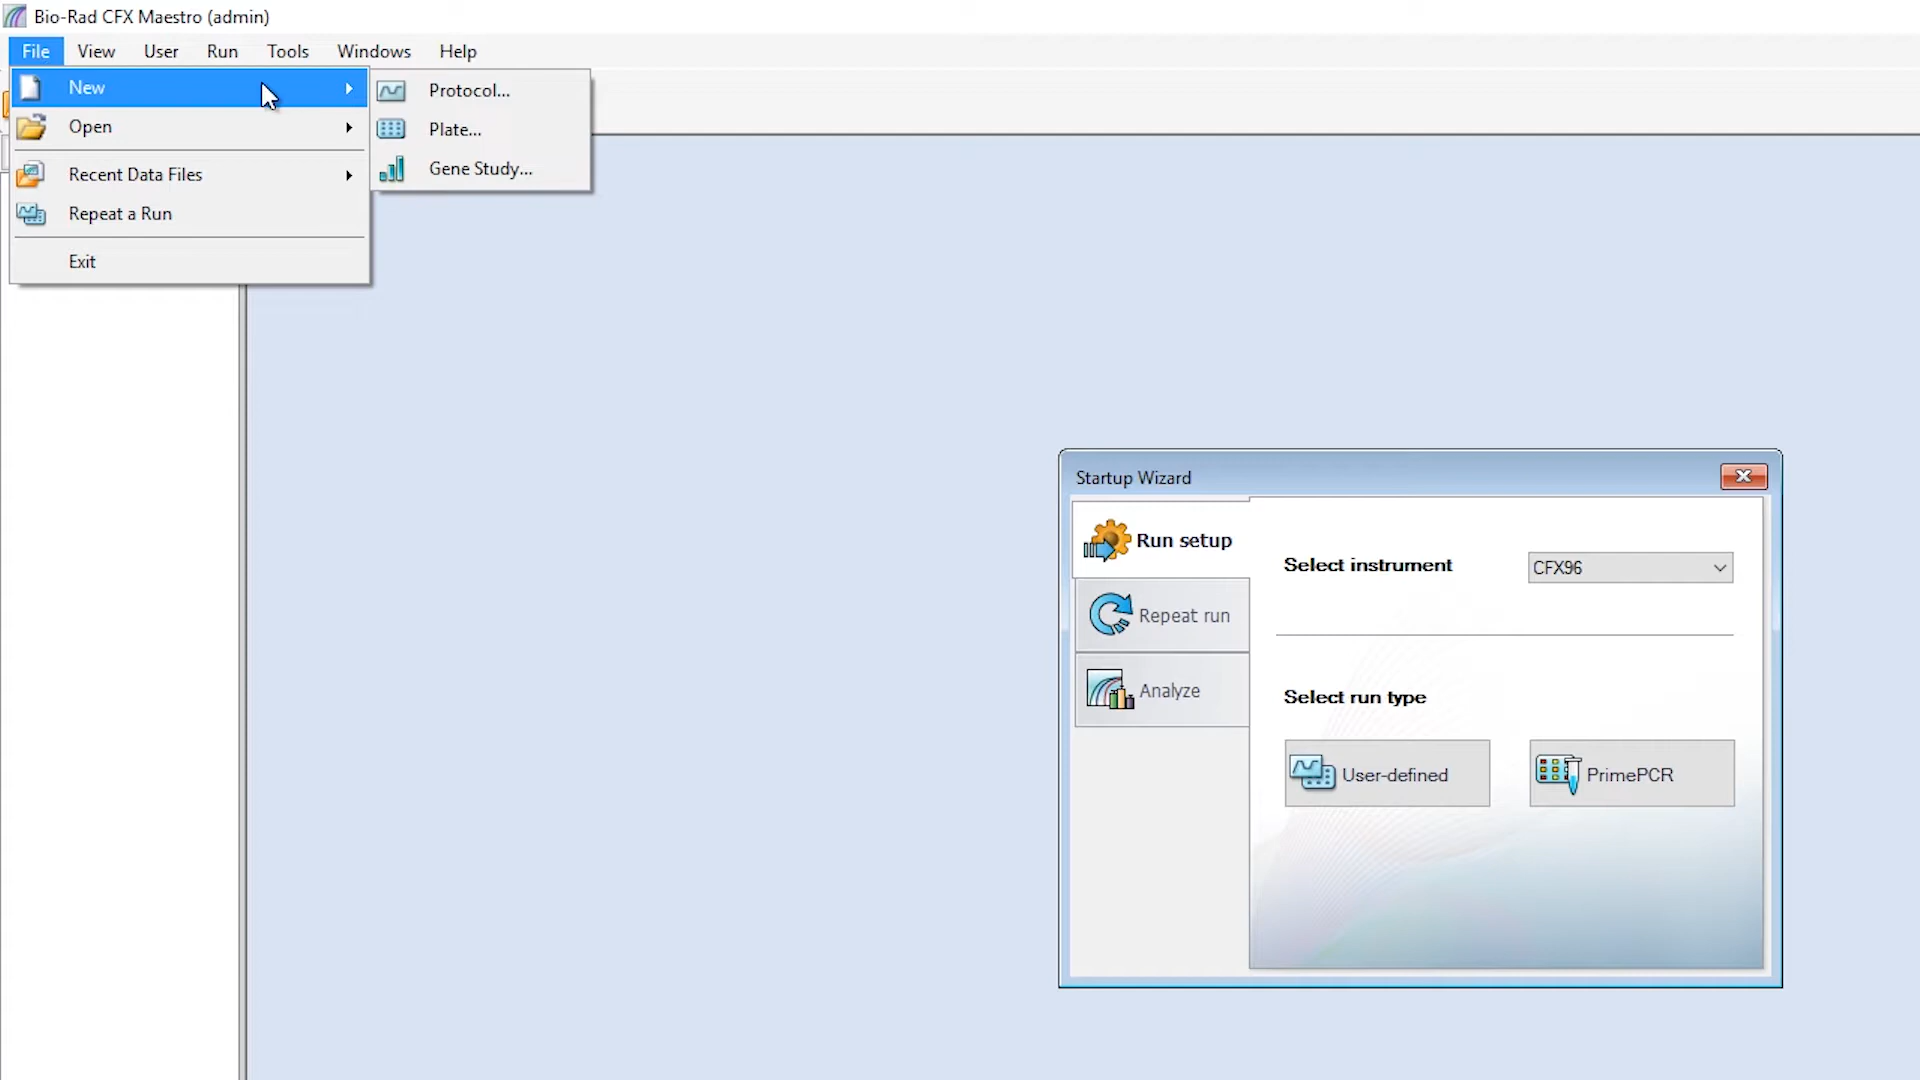 Bio-Rad CFX Maestro (admin)
File View User Run Tools Windows Help
New
Open
Recent Data Files
Repeat a Run
Exit
Protocol...
Plate...
Gene Study...
Startup Wizard
Run setup
Repeat run
Analyze
Select instrument
CFX96
Select run type
User-defined
PrimePCR